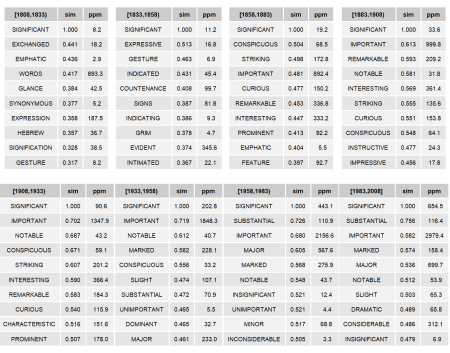 [1808,1833) sim ppm
SIGNIFICANT 1.000 8.2
EXCHANGED 0.441 18.2
EMPHATIC 0.436 2.9
WORDS 0.417 893.3
GLANCE 0.384 42.5
SYNONYMOUS 0.377 5.2
EXPRESSION 0.358 187.5
HEBREW 0.357 36.7
SIGNIFICATION 0.328 38.5
GESTURE 0.317 8.2
[1833,1858) sim ppm
SIGNIFICANT 1.000 11.2
EXPRESSIVE 0.513 16.8
GESTURE 0.463 6.9
INDICATED 0.431 45.4
COUNTENANCE 0.408 99.7
SIGNS 0.387 81.8
INDICATING 0.386 9.3
GRIM 0.378 4.7
EVIDENT 0.374 345.6
INTIMATED 0.367 22.1
[1858,1883) sim ppm
SIGNIFICANT 1.000 19.2
CONSPICUOUS 0.504 68.5
STRIKING 0.498 172.8
IMPORTANT 0.481 892.4
CURIOUS 0.477 150.2
REMARKABLE 0.453 336.8
INTERESTING 0.447 333.2
PROMINENT 0.413 92.2
EMPHATIC 0.404 5.5
FEATURE 0.397 92.7
[1883,1908) sim ppm
SIGNIFICANT 1.000 33.6
IMPORTANT 0.613 999.8
REMARKABLE 0.593 209.2
NOTABLE 0.581 31.8
INTERESTING 0.569 361.4
STRIKING 0.555 135.6
CURIOUS 0.551 153.8
CONSPICUOUS 0.548 64.1
INSTRUCTIVE 0.477 24.3
IMPRESSIVE 0.456 17.8
[1908,1933) sim ppm
SIGNIFICANT 1.000 90.6
IMPORTANT 0.702 1347.9
NOTABLE 0.687 43.2
CONSPICUOUS 0.671 59.1
STRIKING 0.607 201.2
INTERESTING 0.590 366.4
REMARKABLE 0.583 184.3
CURIOUS 0.540 115.9
CHARACTERISTIC 0.516 151.6
PROMINENT 0.507 178.0
[1933,1958) sim ppm
SIGNIFICANT 1.000 202.8
IMPORTANT 0.719 1848.3
NOTABLE 0.612 40.7
MARKED 0.582 228.1
CONSPICUOUS 0.556 33.2
SLIGHT 0.474 107.1
SUBSTANTIAL 0.472 70.9
UNIMPORTANT 0.465 5.5
DOMINANT 0.465 32.7
MAJOR 0.461 233.0
[1958,1983) sim ppm
SIGNIFICANT 1.000 443.1
SUBSTANTIAL 0.726 110.9
IMPORTANT 0.680 2156.6
MAJOR 0.605 567.6
MARKED 0.568 275.9
NOTABLE 0.548 43.7
INSIGNIFICANT 0.521 12.4
UNIMPORTANT 0.521 4.4
MINOR 0.517 68.8
INCONSIDERABLE 0.505 3.3
[1983,2008] sim ppm
SIGNIFICANT 1.000 654.5
SUBSTANTIAL 0.756 116.4
IMPORTANT 0.582 2979.4
MARKED 0.574 158.4
MAJOR 0.536 699.7
NOTABLE 0.512 53.9
SLIGHT 0.503 65.3
DRAMATIC 0.489 65.8
CONSIDERABLE 0.486 312.1
INSIGNIFICANT 0.479 6.9